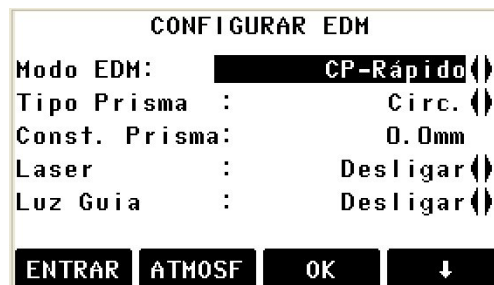 CONFIGURAR EDM
Modo EDM: CP-Rápido
Tipo Prisma : Circ.
Const. Prisma: 0.0mm
Laser : Desligar
Luz Guia : Desligar
ENTRAR ATMOSF OK ↓